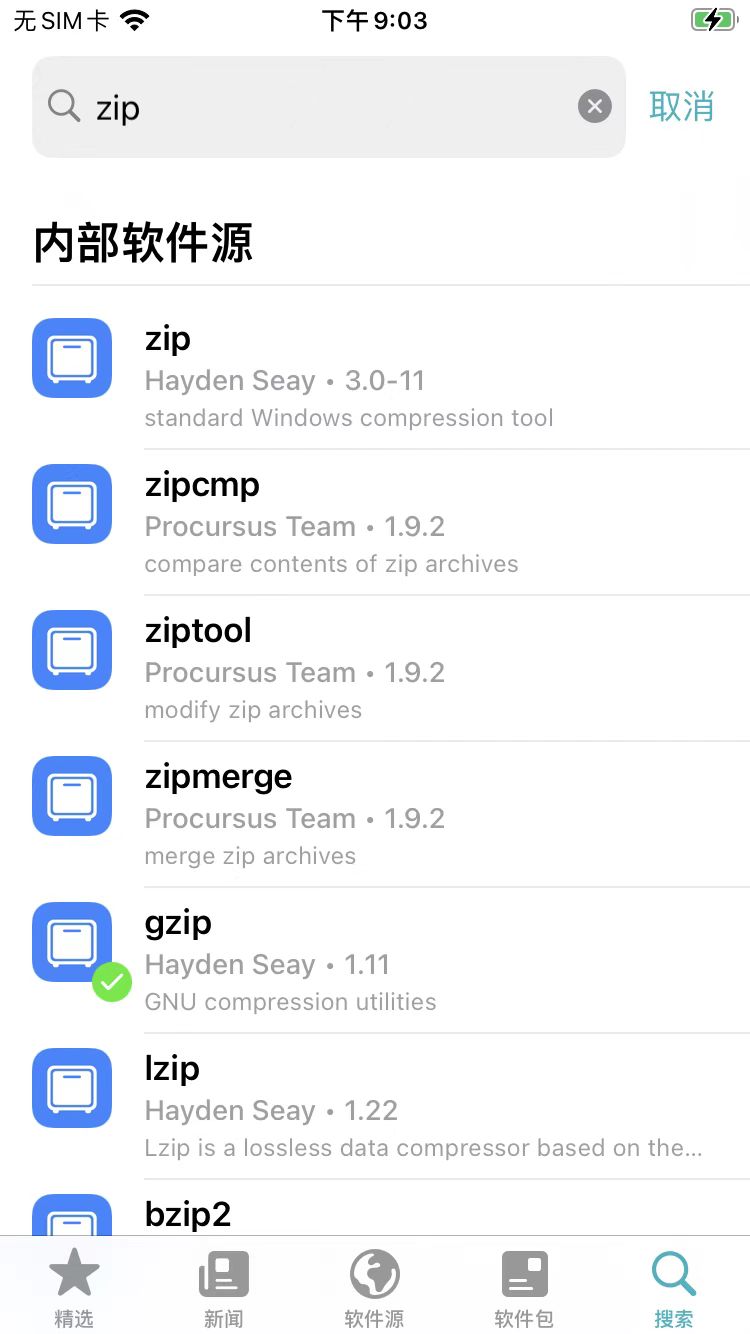 无SIM卡 下午9:03
zip 取消
内部软件源
zip
Hayden Seay • 3.0-11
standard Windows compression tool
zipcmp
Procursus Team • 1.9.2
compare contents of zip archives
ziptool
Procursus Team • 1.9.2
modify zip archives
zipmerge
Procursus Team • 1.9.2
merge zip archives
gzip
Hayden Seay • 1.11
GNU compression utilities
lzip
Hayden Seay • 1.22
Lzip is a lossless data compressor based on the...
bzip2
精选 新闻 软件源 软件包 搜索